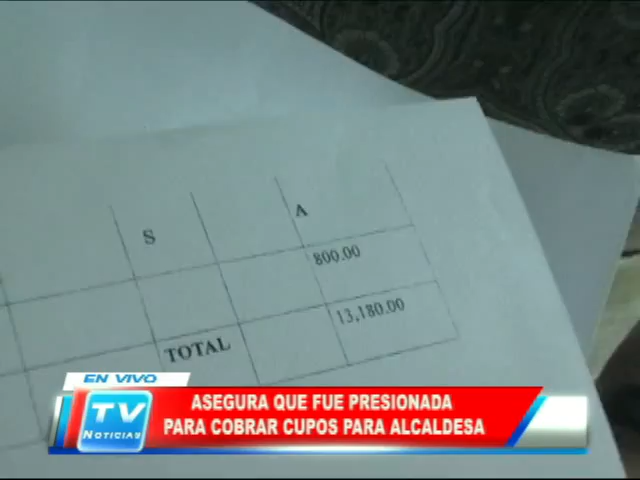 S
A
800.00
13,180.00
TOTAL
EN VIVO
TV
NOTICIAS
ASEGURA QUE FUE PRESIONADA
PARA COBRAR CUPOS PARA ALCALDESA